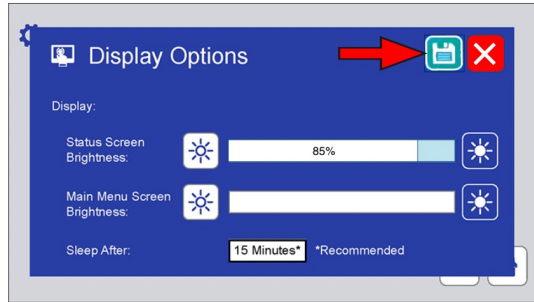 Display Options
Display:
Status Screen
Brightness:
85%
Main Menu Screen
Brightness:
Sleep After:
15 Minutes*
*Recommended